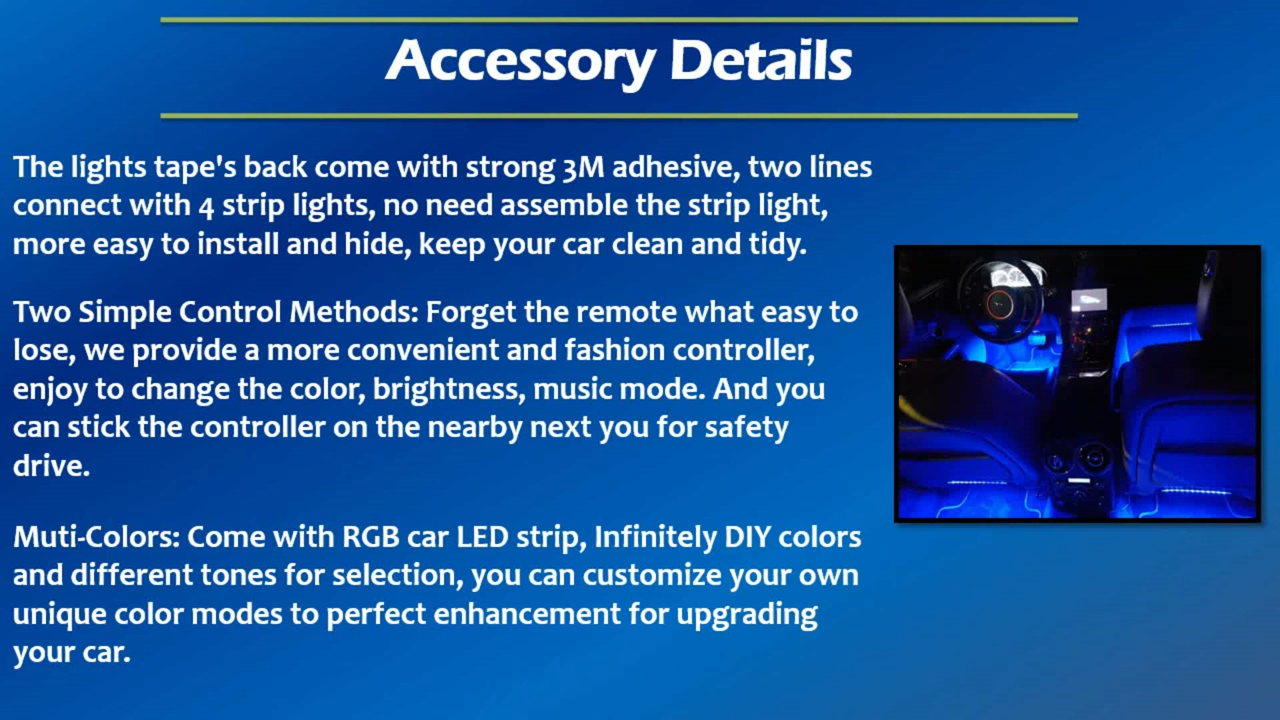 Accessory Details
The lights tape's back come with strong 3M adhesive, two lines
connect with 4 strip lights, no need assemble the strip light,
more easy to install and hide, keep your car clean and tidy.
Two Simple Control Methods: Forget the remote what easy to
lose, we provide a more convenient and fashion controller,
enjoy to change the color, brightness, music mode. And you
can stick the controller on the nearby next you for safety
drive.
Muti-Colors: Come with RGB car LED strip, Infinitely DIY colors
and different tones for selection, you can customize your own
unique color modes to perfect enhancement for upgrading
your car.